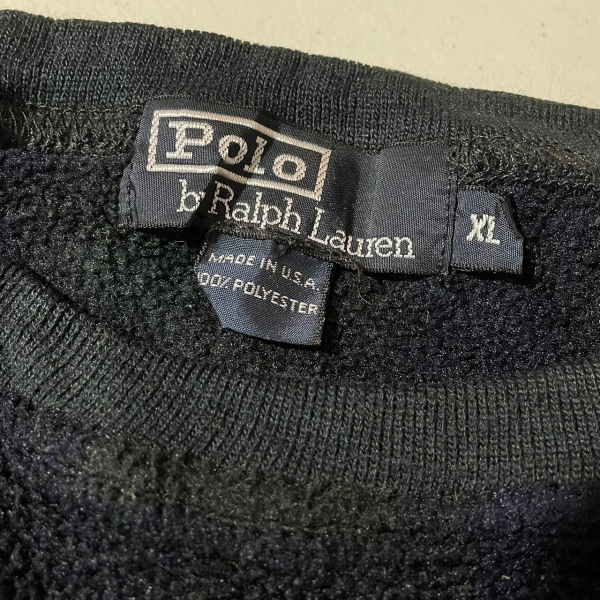 Polo
by Ralph Lauren
XL
MADE IN U.S.A.
100% POLYESTER